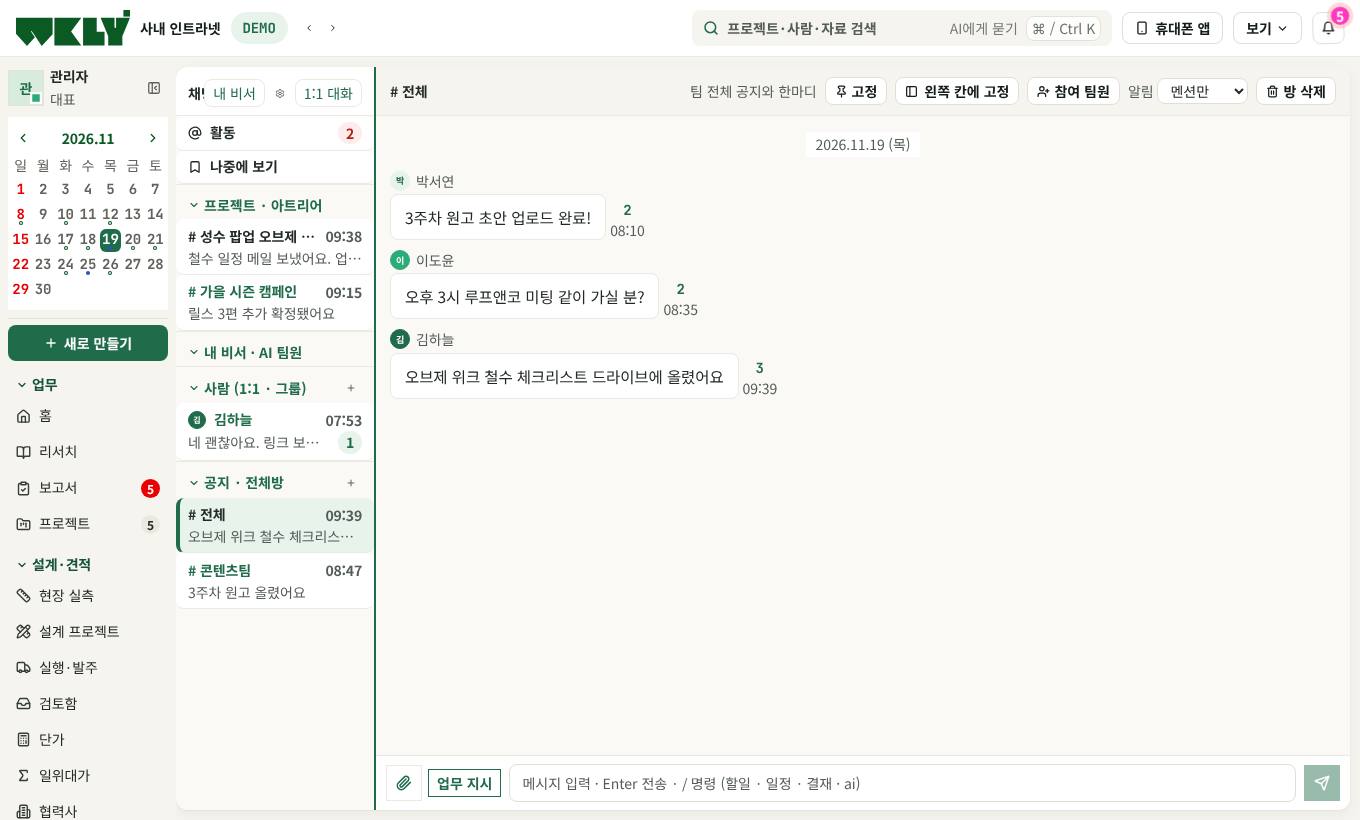 WKLY 사내 인트라넷 DEMO
프로젝트·사람·자료 검색 AI에게 묻기 ⌘ / Ctrl K
휴대폰 앱
보기
5
관
관리자
대표
2026.11
일 월 화 수 목 금 토
1 2 3 4 5 6 7
8 9 10 11 12 13 14
15 16 17 18 19 20 21
22 23 24 25 26 27 28
29 30
+ 새로 만들기
업무
홈
리서치
보고서 5
프로젝트 5
설계·견적
현장 실측
설계 프로젝트
실행·발주
검토함
단가
일위대가
협력사
내 비서
1:1 대화
활동 2
나중에 보기
프로젝트 · 아트리어
# 성수 팝업 오브제 … 09:38
철수 일정 메일 보냈어요. 업…
# 가을 시즌 캠페인 09:15
릴스 3편 추가 확정됐어요
내 비서 · AI 팀원
사람 (1:1 · 그룹) +
김 김하늘 07:53
네 괜찮아요. 링크 보… 1
공지 · 전체방 +
# 전체 09:39
오브제 위크 철수 체크리스…
# 콘텐츠팀 08:47
3주차 원고 올렸어요
# 전체
팀 전체 공지와 한마디
고정
왼쪽 칸에 고정
참여 팀원
알림 멘션만
방 삭제
2026.11.19 (목)
박 박서연
3주차 원고 초안 업로드 완료!
2
08:10
이 이도윤
오후 3시 루프앤코 미팅 같이 가실 분?
2
08:35
김 김하늘
오브제 위크 철수 체크리스트 드라이브에 올렸어요
3
09:39
업무 지시
메시지 입력 · Enter 전송 · / 명령 (할일 · 일정 · 결재 · ai)